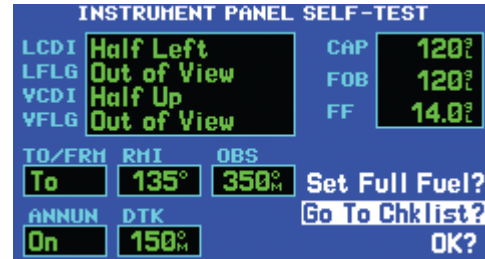 INSTRUMENT PANEL SELF-TEST
LCDI Half Left
LFLG Out of View
VCDI Half Up
VFLG Out of View
CAP 120
FOB 120
FF 14.0
TO/FRM RMI OBS
To 135° 350°M
Set Full Fuel?
ANNUN DTK
Go To Chklist?
On 150°M
OK?